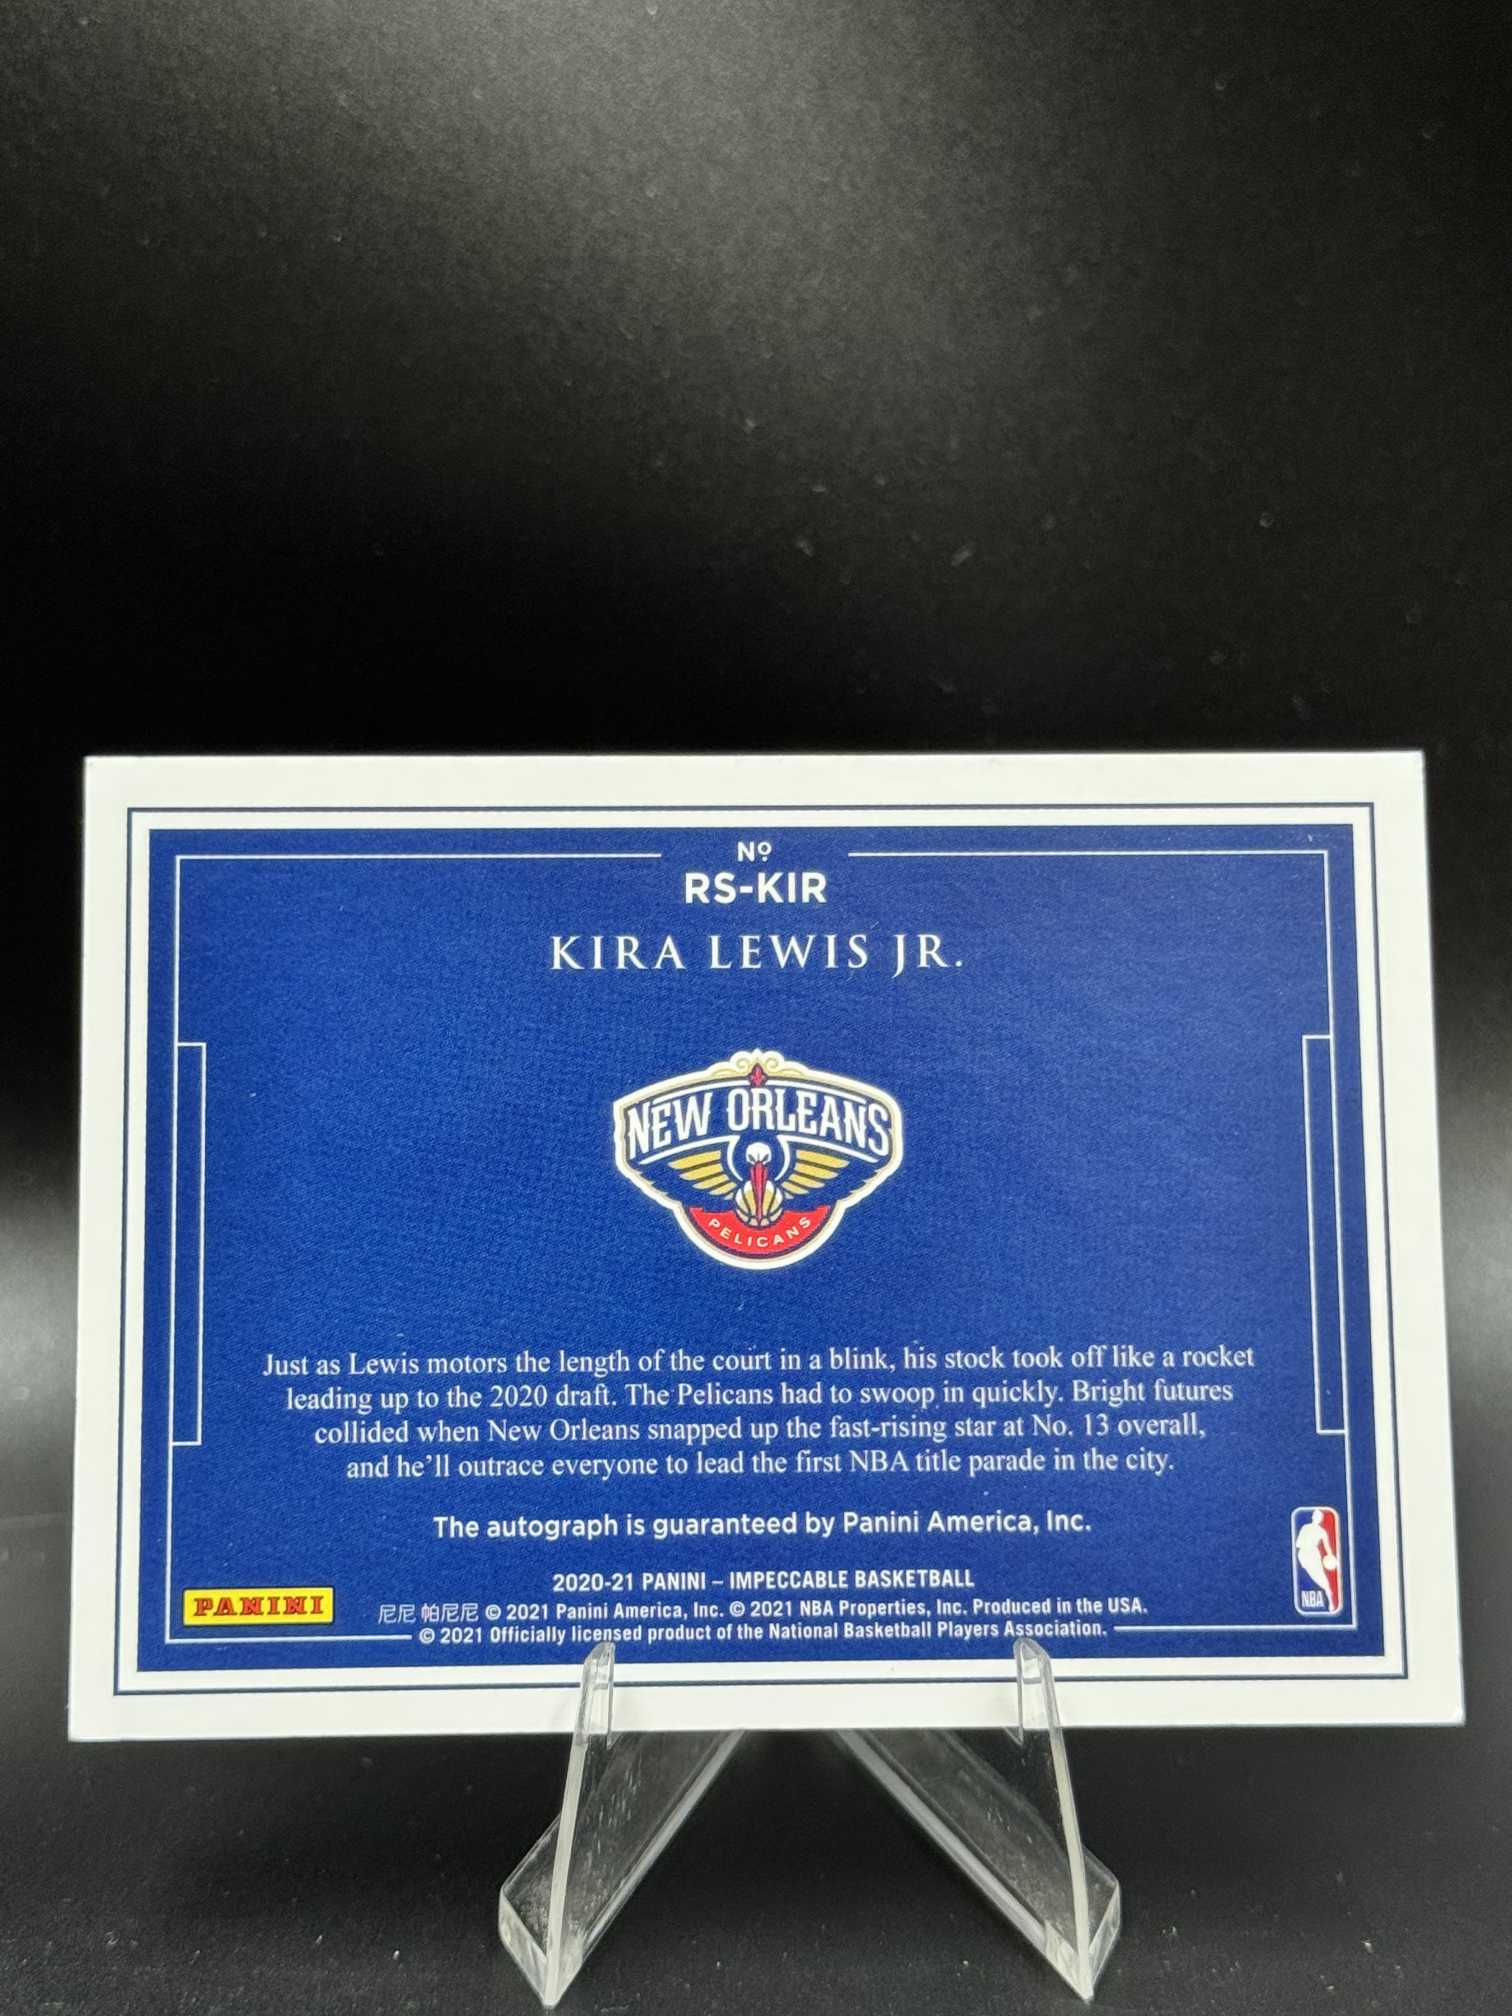 Nº
RS-KIR
KIRA LEWIS JR.
NEW ORLEANS
PELICANS
Just as Lewis motors the length of the court in a blink, his stock took off like a rocket
leading up to the 2020 draft. The Pelicans had to swoop in quickly. Bright futures
collided when New Orleans snapped up the fast-rising star at No. 13 overall,
and he'll outrace everyone to lead the first NBA title parade in the city.
The autograph is guaranteed by Panini America, Inc.
2020-21 PANINI – IMPECCABLE BASKETBALL
PANINI
尼尼 帕尼尼 © 2021 Panini America, Inc. © 2021 NBA Properties, Inc. Produced in the USA.
© 2021 Officially licensed product of the National Basketball Players Association.
NBA